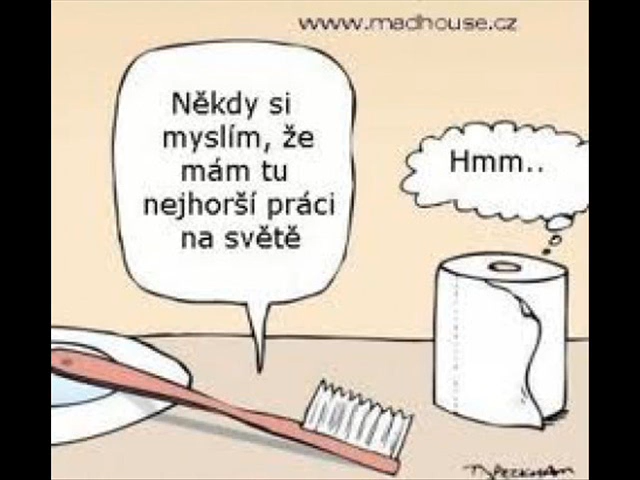 www.madhouse.cz
Někdy si
myslím, že
mám tu
nejhorší práci
na světě
Hmm..